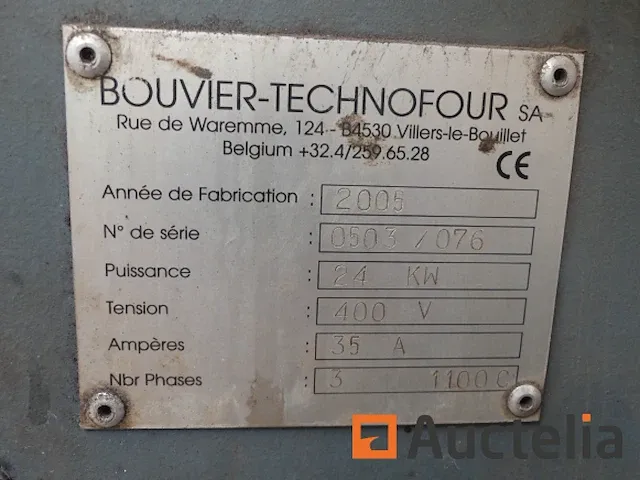 BOUVIER-TECHNOFOUR SA
Rue de Waremme, 124 - B4530 Villers-le-Bouillet
Belgium +32.4/259.65.28
CE
Année de Fabrication : 2005
N° de série : 0503/076
Puissance : 24 KW
Tension : 400 V
Ampères : 35 A
Nbr Phases : 3 1100 C
Auctelia